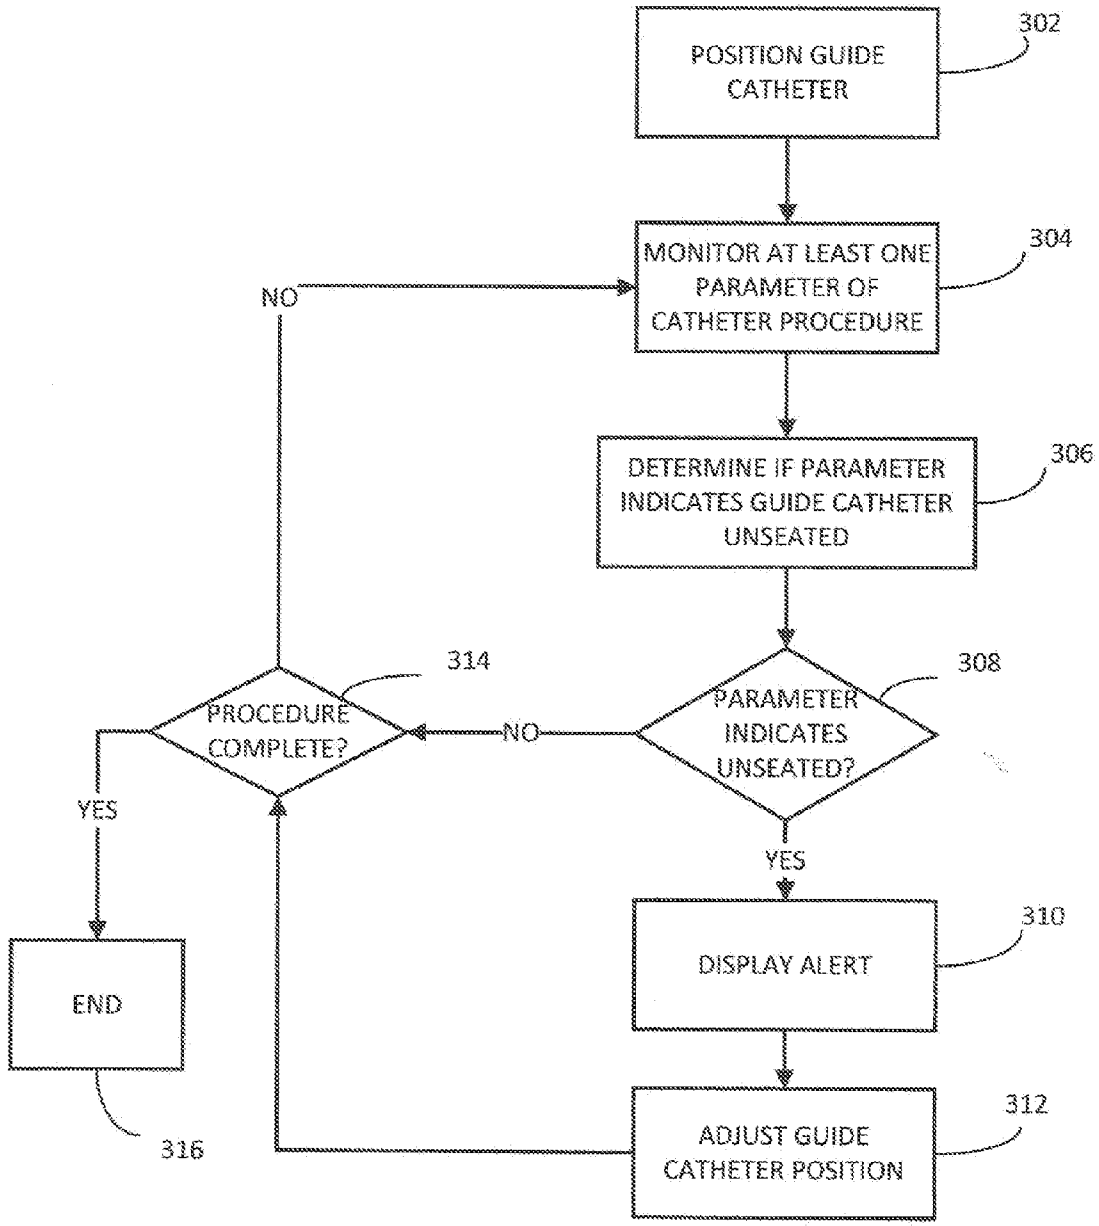 302
POSITION GUIDE
CATHETER
304
MONITOR AT LEAST ONE
PARAMETER OF
CATHETER PROCEDURE
NO
306
DETERMINE IF PARAMETER
INDICATES GUIDE CATHETER
UNSEATED
314
308
PROCEDURE
COMPLETE?
NO
PARAMETER
INDICATES
UNSEATED?
YES
YES
310
DISPLAY ALERT
END
316
312
ADJUST GUIDE
CATHETER POSITION